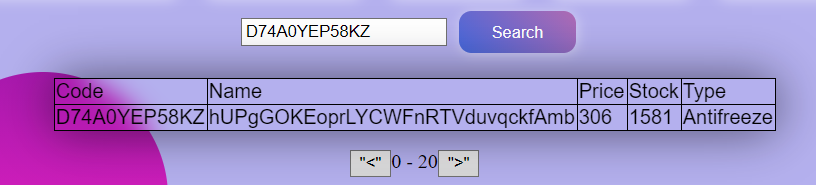 D74A0YEP58KZ Search
Code Name Price Stock Type
D74A0YEP58KZ hUPgGOKEoprLYCWFnRTVduvqckfAmb 306 1581 Antifreeze
"<" 0 - 20 ">"